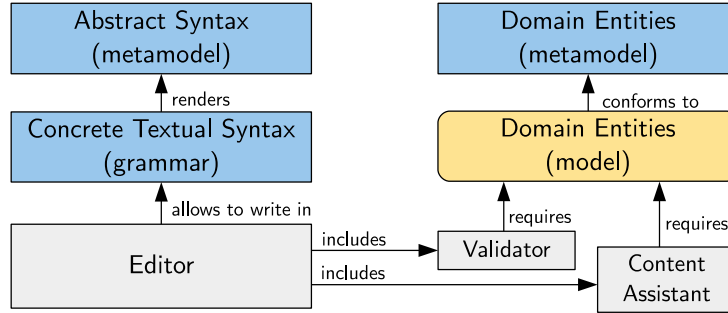 Abstract Syntax
(metamodel)
Domain Entities
(metamodel)
renders
conforms to
Concrete Textual Syntax
(grammar)
Domain Entities
(model)
allows to write in
requires
requires
Editor
includes
Validator
includes
Content
Assistant